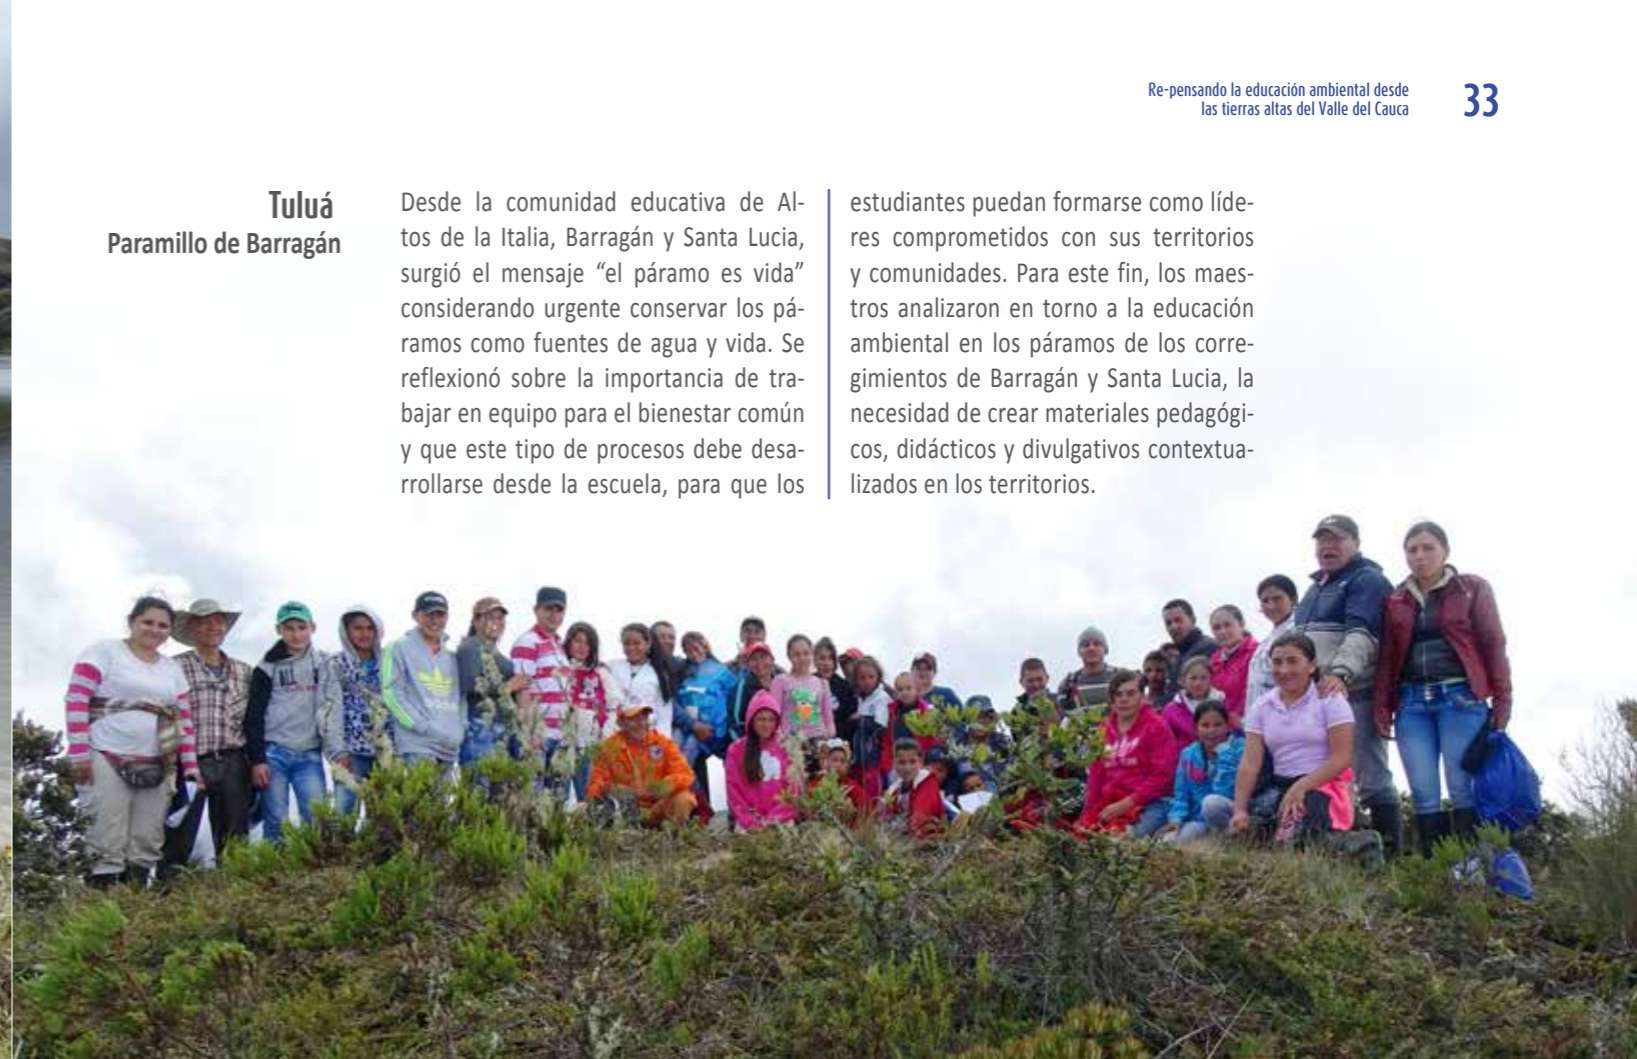 Re-pensando la educación ambiental desde
las tierras altas del Valle del Cauca
33
Tuluá
Paramillo de Barragán
Desde la comunidad educativa de Al-
tos de la Italia, Barragán y Santa Lucia,
surgió el mensaje “el páramo es vida”
considerando urgente conservar los pá-
ramos como fuentes de agua y vida. Se
reflexionó sobre la importancia de tra-
bajar en equipo para el bienestar común
y que este tipo de procesos debe desa-
rrollarse desde la escuela, para que los
estudiantes puedan formarse como líde-
res comprometidos con sus territorios
y comunidades. Para este fin, los maes-
tros analizaron en torno a la educación
ambiental en los páramos de los corre-
gimientos de Barragán y Santa Lucia, la
necesidad de crear materiales pedagógi-
cos, didácticos y divulgativos contextua-
lizados en los territorios.